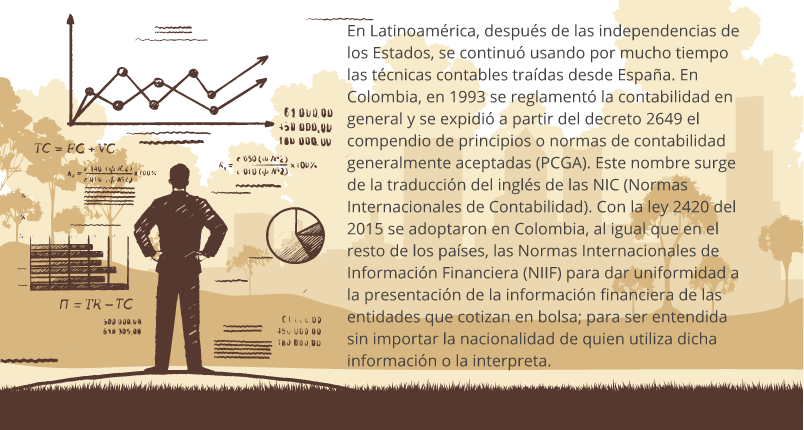 En Latinoamérica, después de las independencias de
los Estados, se continuó usando por mucho tiempo
las técnicas contables traídas desde España. En
Colombia, en 1993 se reglamentó la contabilidad en
general y se expidió a partir del decreto 2649 el
compendio de principios o normas de contabilidad
generalmente aceptadas (PCGA). Este nombre surge
de la traducción del inglés de las NIC (Normas
Internacionales de Contabilidad). Con la ley 2420 del
2015 se adoptaron en Colombia, al igual que en el
resto de los países, las Normas Internacionales de
Información Financiera (NIIF) para dar uniformidad a
la presentación de la información financiera de las
entidades que cotizan en bolsa; para ser entendida
sin importar la nacionalidad de quien utiliza dicha
información o la interpreta.
TC = FC + VC
π = TR – TC